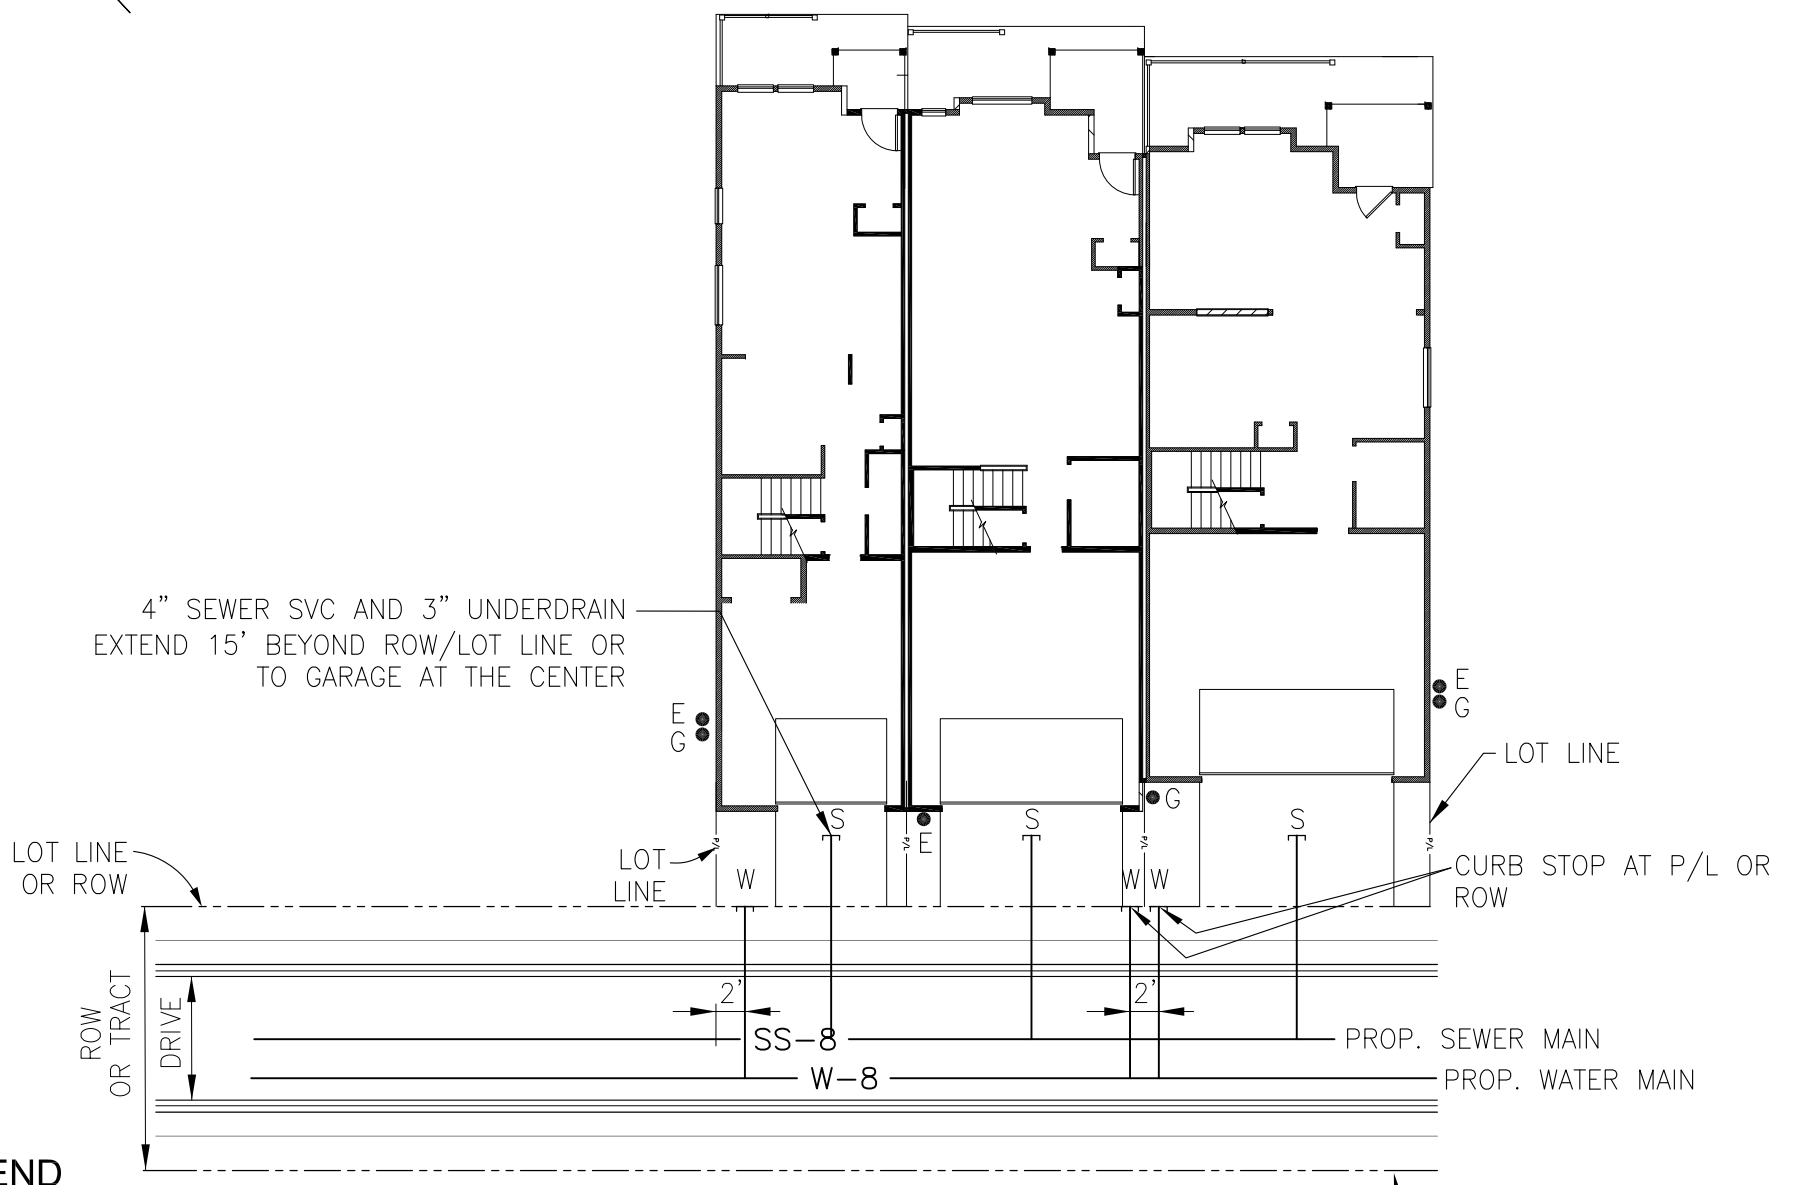 4" SEWER SVC AND 3" UNDERDRAIN
EXTEND 15' BEYOND ROW/LOT LINE OR
TO GARAGE AT THE CENTER
E
G
E
G
LOT LINE
G
E
S
S
S
P/L
P/L
P/L
P/L
LOT LINE
OR ROW
LOT
LINE
W
W
W
CURB STOP AT P/L OR
ROW
ROW
OR TRACT
DRIVE
2'
2'
SS-8
PROP. SEWER MAIN
W-8
PROP. WATER MAIN
END